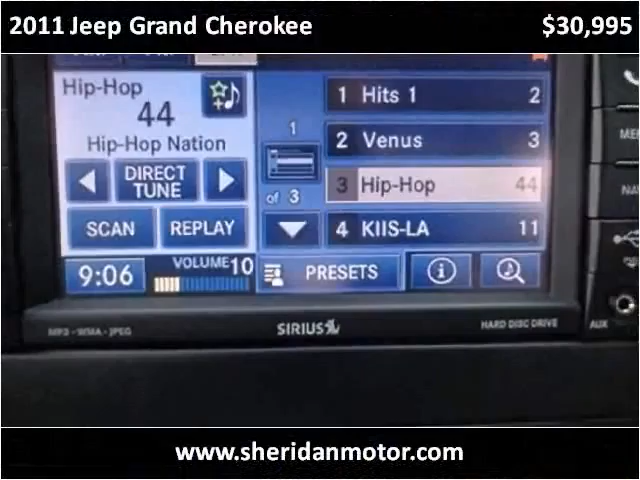 2011 Jeep Grand Cherokee $30,995
Hip-Hop
44
Hip-Hop Nation
DIRECT TUNE
SCAN REPLAY
9:06 VOLUME 10
1
of 3
1 Hits 1 2
2 Venus 3
3 Hip-Hop 44
4 KIIS-LA 11
PRESETS
MP3 - WMA - JPEG
SIRIUS
HARD DISC DRIVE
AUX
www.sheridanmotor.com